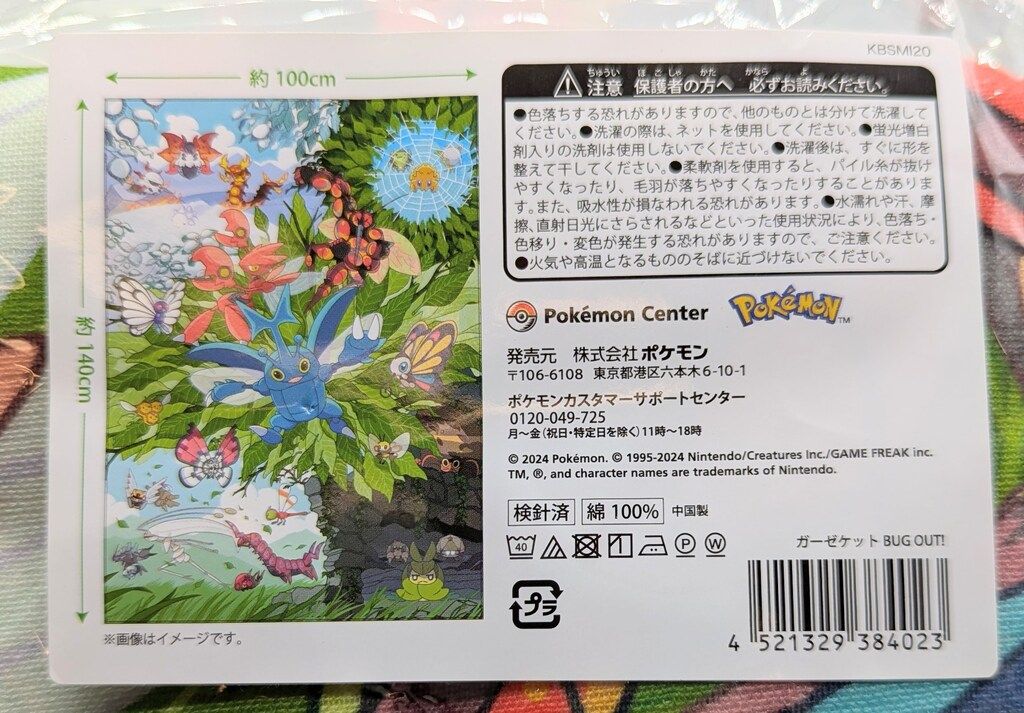 KBSMI20
約 100cm
約 140cm
※画像はイメージです。
注意 保護者の方へ 必ずお読みください。
ちゅうい ほごしゃ かた かなら よ
●色落ちする恐れがありますので、他のものとは分けて洗濯して
ください。●洗濯の際は、ネットを使用してください。●蛍光増白
剤入りの洗剤は使用しないでください。●洗濯後は、すぐに形を
整えて干してください。●柔軟剤を使用すると、パイル糸が抜け
やすくなったり、毛羽が落ちやすくなったりすることがありま
す。また、吸水性が損なわれる恐れがあります。●水濡れや汗、摩
擦、直射日光にさらされるなどといった使用状況により、色落ち・
色移り・変色が発生する恐れがありますので、ご注意ください。
●火気や高温となるもののそばに近づけないでください。
Pokémon Center POKéMON TM
発売元 株式会社ポケモン
〒106-6108 東京都港区六本木6-10-1
ポケモンカスタマーサポートセンター
0120-049-725
月～金（祝日・特定日を除く）11時～18時
© 2024 Pokémon. © 1995-2024 Nintendo/Creatures Inc./GAME FREAK inc.
TM, ®, and character names are trademarks of Nintendo.
検針済 綿 100% 中国製
40 P W
ガーゼケット BUG OUT!
プラ
4 521329 384023